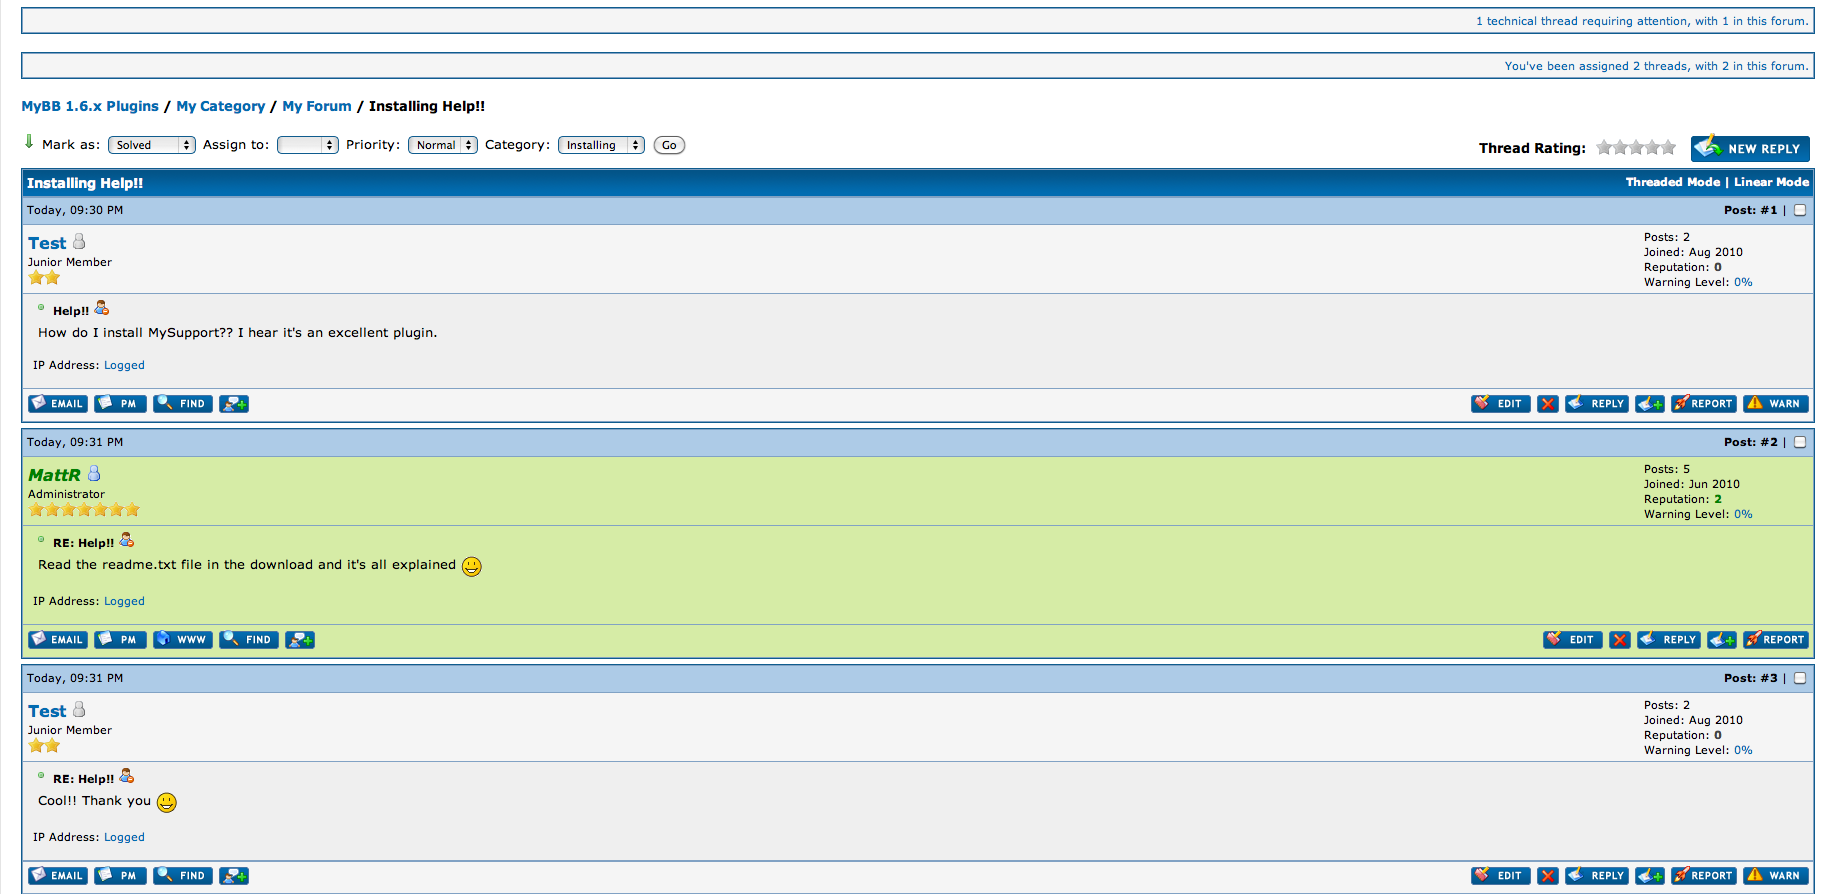 1 technical thread requiring attention, with 1 in this forum.
You've been assigned 2 threads, with 2 in this forum.
MyBB 1.6.x Plugins / My Category / My Forum / Installing Help!!
Mark as: Solved Assign to: Priority: Normal Category: Installing Go Thread Rating: NEW REPLY
Installing Help!! Threaded Mode | Linear Mode
Today, 09:30 PM Post: #1 |
Test
Junior Member
Posts: 2
Joined: Aug 2010
Reputation: 0
Warning Level: 0%
Help!!
How do I install MySupport?? I hear it's an excellent plugin.
IP Address: Logged
EMAIL PM FIND EDIT REPLY REPORT WARN
Today, 09:31 PM Post: #2 |
MattR
Administrator
Posts: 5
Joined: Jun 2010
Reputation: 2
Warning Level: 0%
RE: Help!!
Read the readme.txt file in the download and it's all explained
IP Address: Logged
EMAIL PM WWW FIND EDIT REPLY REPORT
Today, 09:31 PM Post: #3 |
Test
Junior Member
Posts: 2
Joined: Aug 2010
Reputation: 0
Warning Level: 0%
RE: Help!!
Cool!! Thank you
IP Address: Logged
EMAIL PM FIND EDIT REPLY REPORT WARN